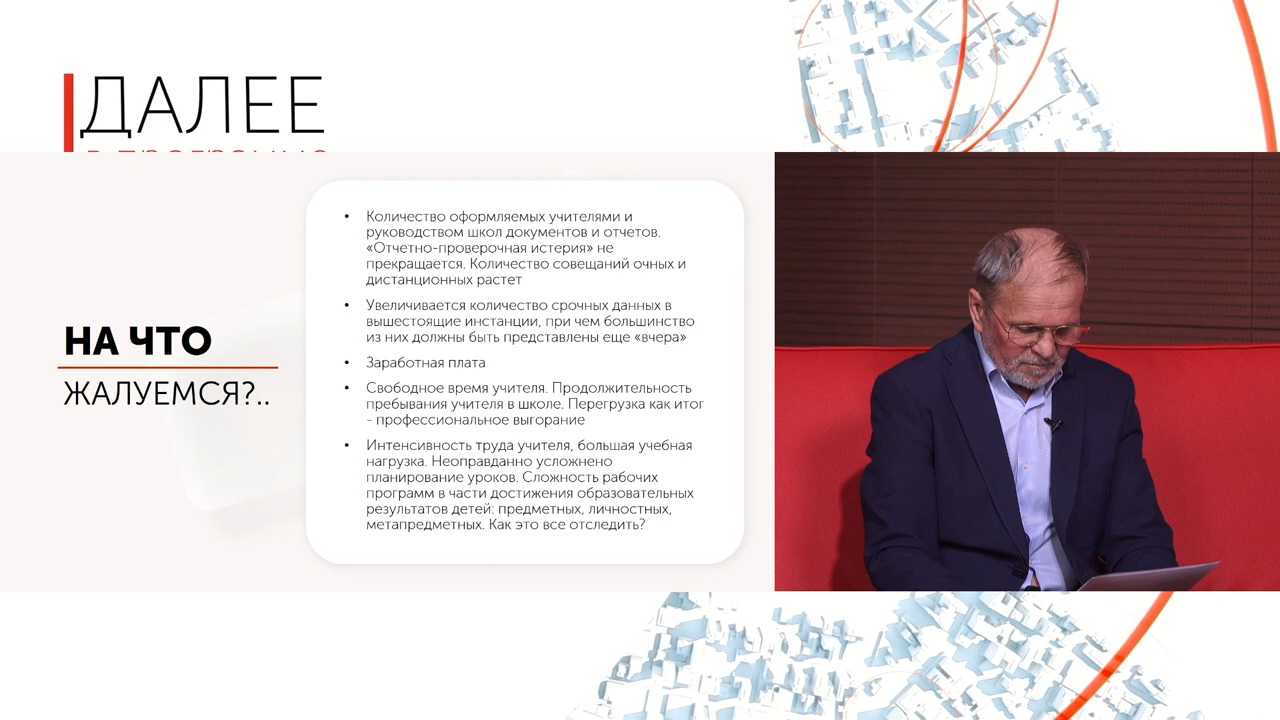 ДАЛЕЕ
НА ЧТО
ЖАЛУЕМСЯ?..
• Количество оформляемых учителями и
руководством школ документов и отчетов.
«Отчетно-проверочная истерия» не
прекращается. Количество совещаний очных и
дистанционных растет
• Увеличивается количество срочных данных в
вышестоящие инстанции, при чем большинство
из них должны быть представлены еще «вчера»
• Заработная плата
• Свободное время учителя. Продолжительность
пребывания учителя в школе. Перегрузка как итог
- профессиональное выгорание
• Интенсивность труда учителя, большая учебная
нагрузка. Неоправданно усложнено
планирование уроков. Сложность рабочих
программ в части достижения образовательных
результатов детей: предметных, личностных,
метапредметных. Как это все отследить?